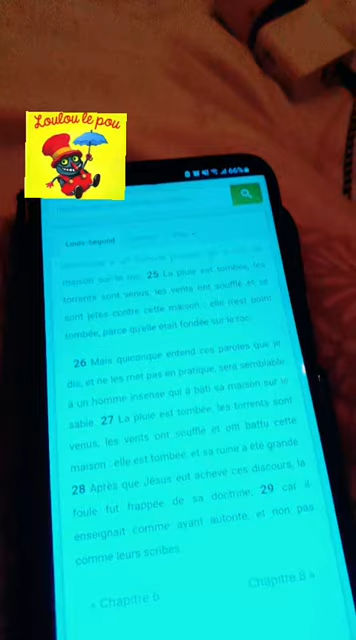 Loulou le pou
66%
Louis Segond
maison sur le roc. 25 La pluie est tombée, les
torrents sont venus, les vents ont soufflé et se
sont jetés contre cette maison : elle n'est point
tombée, parce qu'elle était fondée sur le roc.
26 Mais quiconque entend ces paroles que je
dis, et ne les met pas en pratique, sera semblable
à un homme insensé qui a bâti sa maison sur le
sable. 27 La pluie est tombée, les torrents sont
venus, les vents ont soufflé et ont battu cette
maison : elle est tombée, et sa ruine a été grande
28 Après que Jésus eut achevé ces discours, la
foule fut frappée de sa doctrine, 29 car il
enseignait comme ayant autorité, et non pas
comme leurs scribes.
« Chapitre 6
Chapitre 8 »